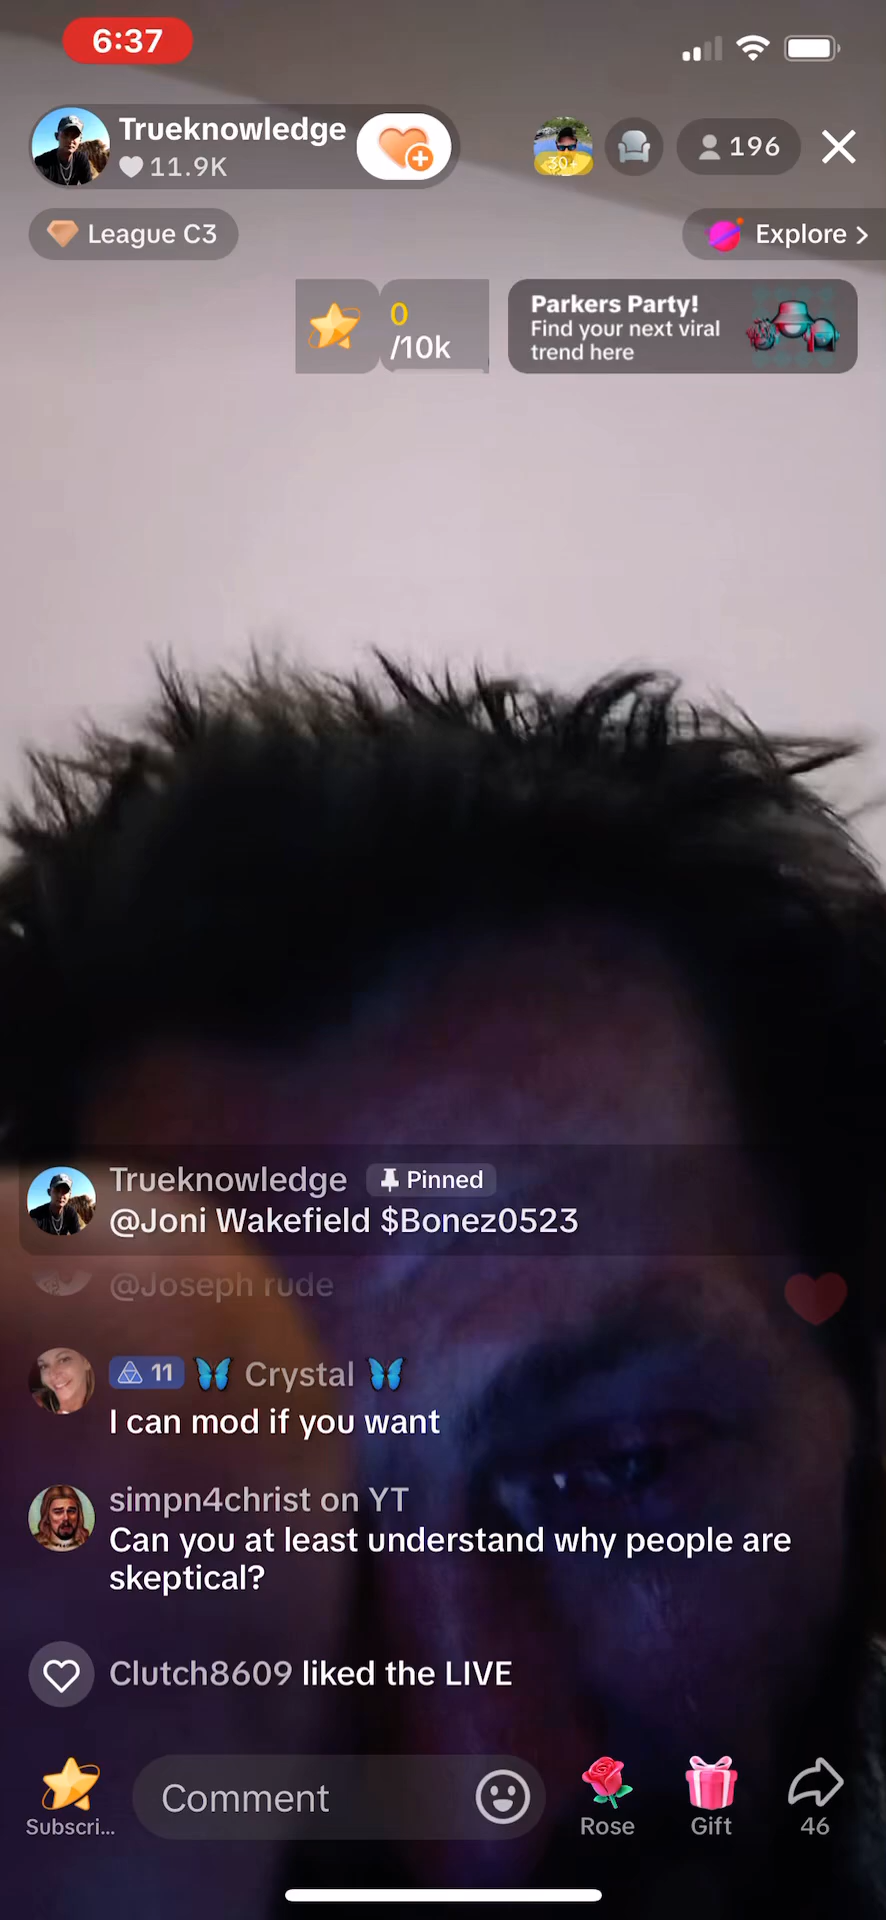 6:37
Trueknowledge
11.9K
30+
196
League C3
Explore >
0
/10k
Parkers Party!
Find your next viral
trend here
Trueknowledge Pinned
@Joni Wakefield $Bonez0523
@Joseph rude
11 🦋 Crystal 🦋
I can mod if you want
simpn4christ on YT
Can you at least understand why people are
skeptical?
Clutch8609 liked the LIVE
Subscri...
Comment
Rose
Gift
46